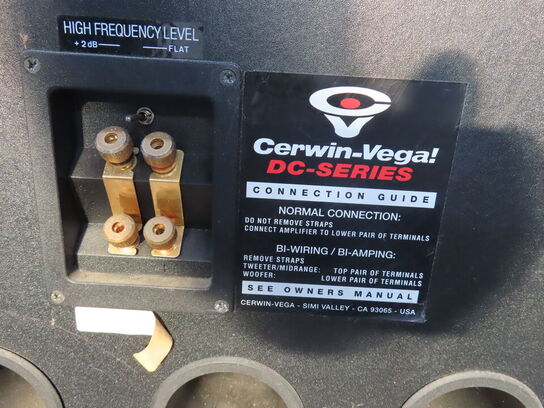 HIGH FREQUENCY LEVEL
+2dB FLAT
Cerwin-Vega!
DC-SERIES
CONNECTION GUIDE
NORMAL CONNECTION:
DO NOT REMOVE STRAPS
CONNECT AMPLIFIER TO LOWER PAIR OF TERMINALS
BI-WIRING / BI-AMPING:
REMOVE STRAPS
TWEETER/MIDRANGE: TOP PAIR OF TERMINALS
WOOFER: LOWER PAIR OF TERMINALS
SEE OWNERS MANUAL
CERWIN-VEGA - SIMI VALLEY - CA 93065 - USA